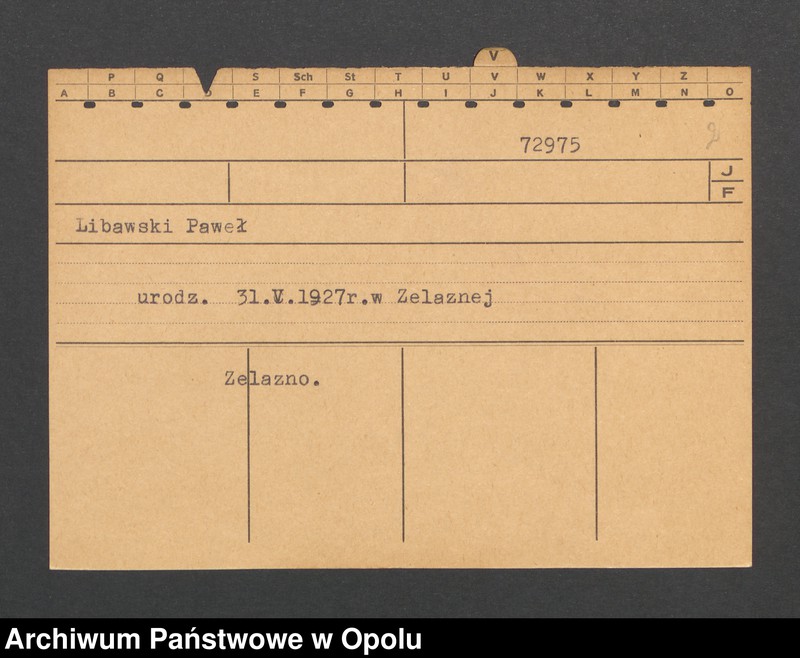 V
P Q S Sch St T U V W X Y Z
A B C D E F G H I J K L M N O
72975
J
F
Libawski Paweł
urodz. 31.V.1927r.w Zelaznej
Zelazno.
Archiwum Państwowe w Opolu